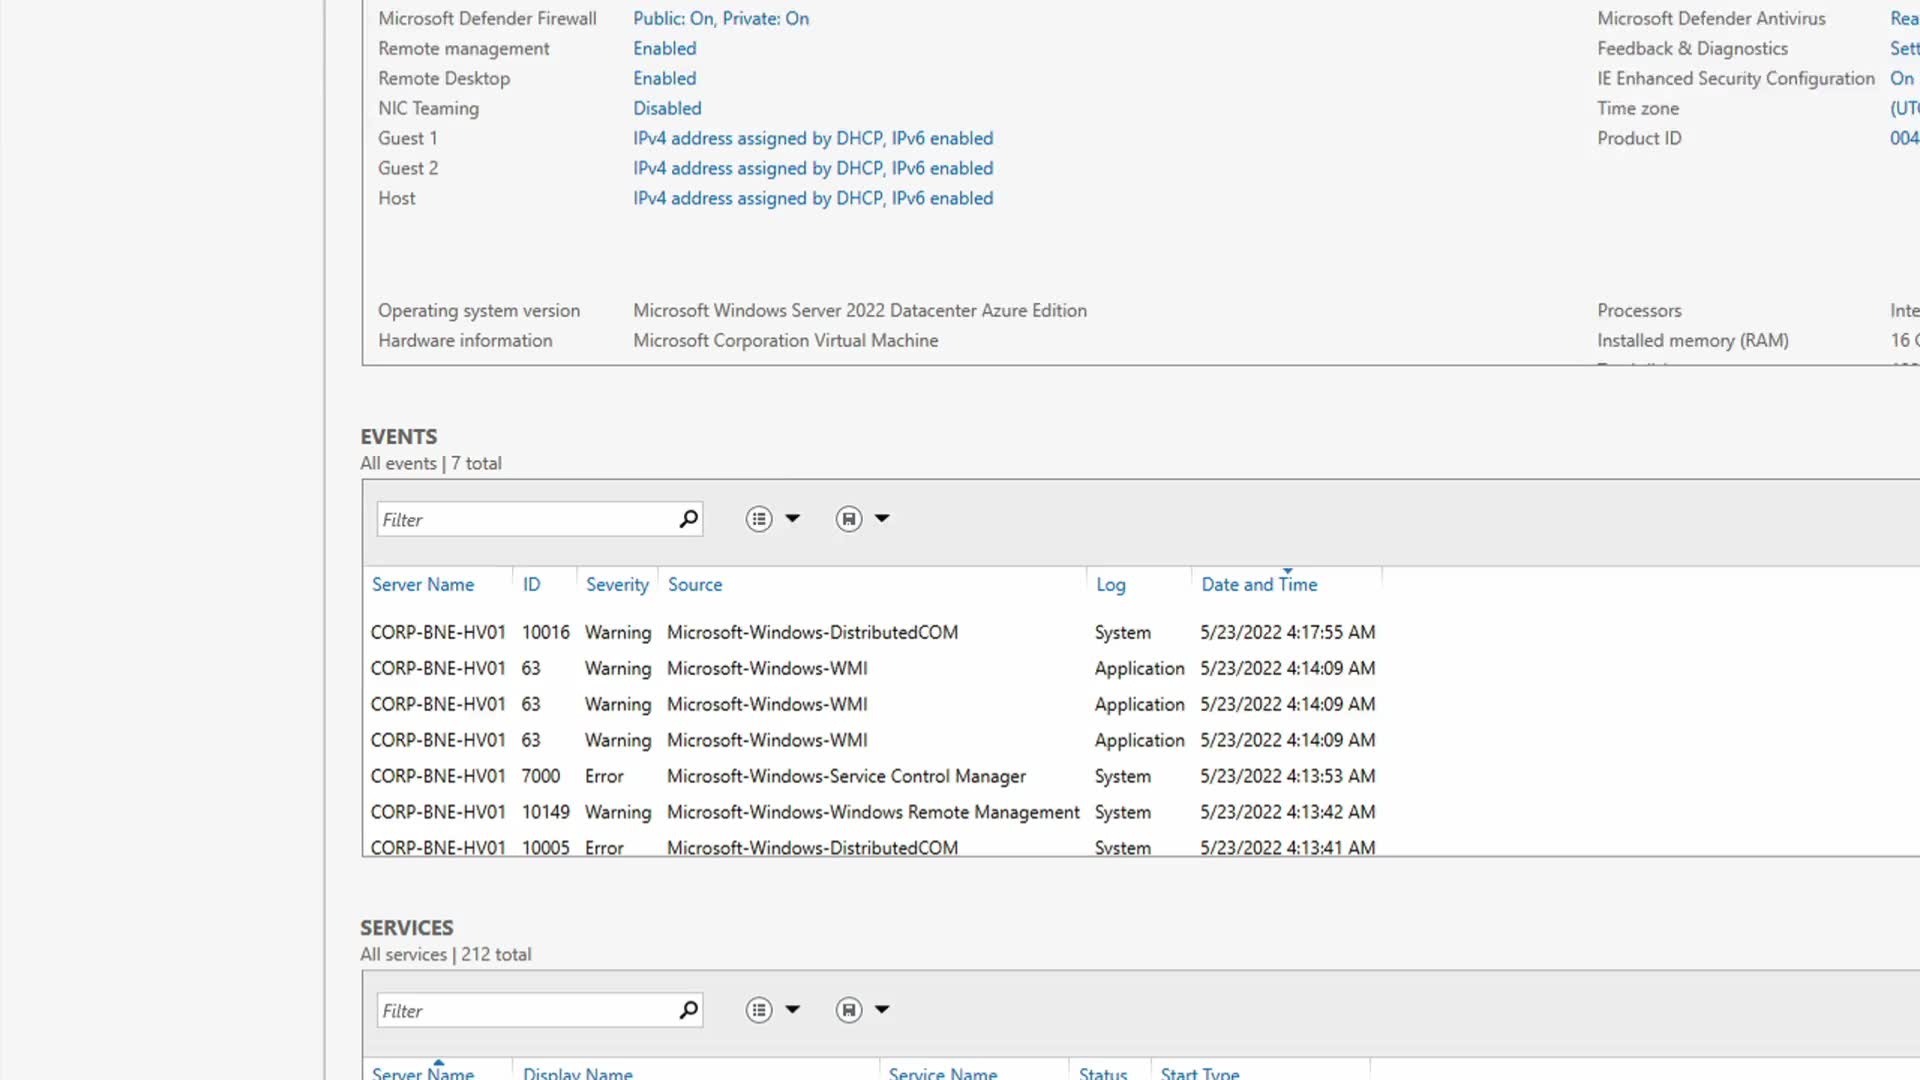 Microsoft Defender Firewall Public: On, Private: On Microsoft Defender Antivirus Rea
Remote management Enabled Feedback & Diagnostics Sett
Remote Desktop Enabled IE Enhanced Security Configuration On
NIC Teaming Disabled Time zone (UTC
Guest 1 IPv4 address assigned by DHCP, IPv6 enabled Product ID 004
Guest 2 IPv4 address assigned by DHCP, IPv6 enabled
Host IPv4 address assigned by DHCP, IPv6 enabled
Operating system version Microsoft Windows Server 2022 Datacenter Azure Edition Processors Inte
Hardware information Microsoft Corporation Virtual Machine Installed memory (RAM) 16 G
EVENTS
All events | 7 total
Filter
Server Name ID Severity Source Log Date and Time
CORP-BNE-HV01 10016 Warning Microsoft-Windows-DistributedCOM System 5/23/2022 4:17:55 AM
CORP-BNE-HV01 63 Warning Microsoft-Windows-WMI Application 5/23/2022 4:14:09 AM
CORP-BNE-HV01 63 Warning Microsoft-Windows-WMI Application 5/23/2022 4:14:09 AM
CORP-BNE-HV01 63 Warning Microsoft-Windows-WMI Application 5/23/2022 4:14:09 AM
CORP-BNE-HV01 7000 Error Microsoft-Windows-Service Control Manager System 5/23/2022 4:13:53 AM
CORP-BNE-HV01 10149 Warning Microsoft-Windows-Windows Remote Management System 5/23/2022 4:13:42 AM
CORP-BNE-HV01 10005 Error Microsoft-Windows-DistributedCOM System 5/23/2022 4:13:41 AM
SERVICES
All services | 212 total
Filter
Server Name Display Name Service Name Status Start Type